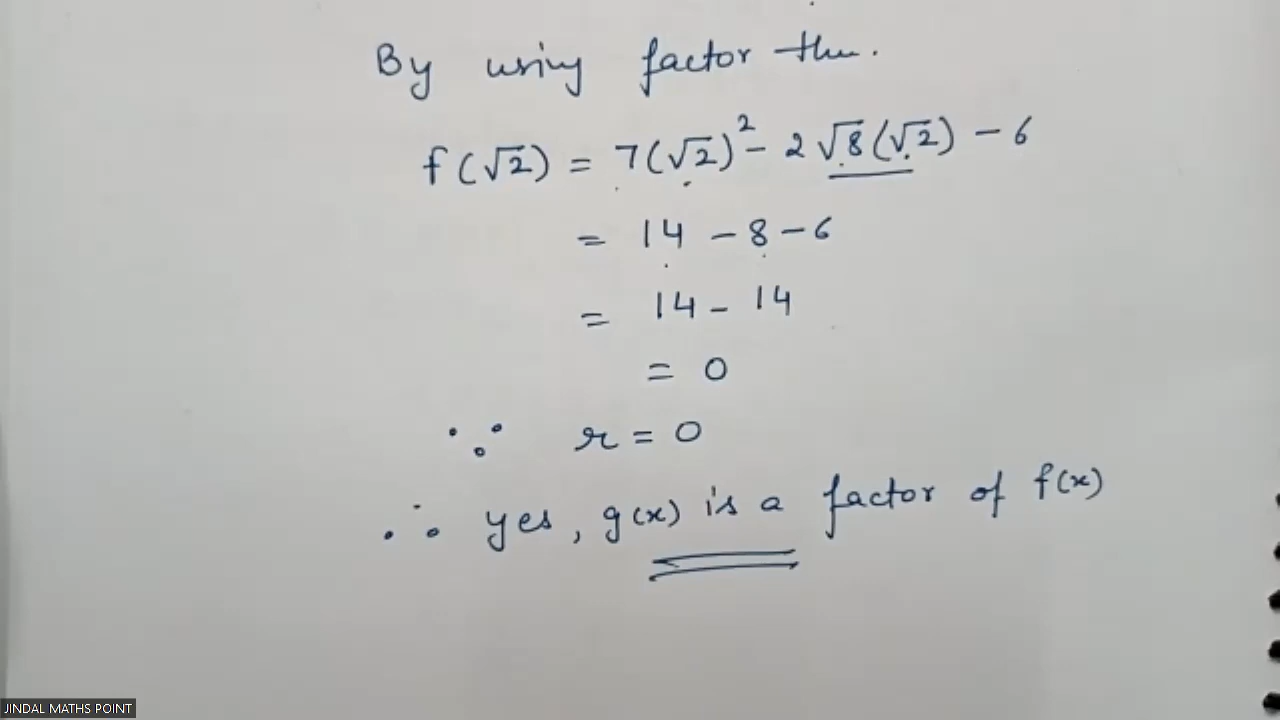 By using factor thm.
f(√2) = 7(√2)² - 2√8(√2) - 6
= 14 - 8 - 6
= 14 - 14
= 0
∵ r = 0
∴ yes, g(x) is a factor of f(x)
JINDAL MATHS POINT